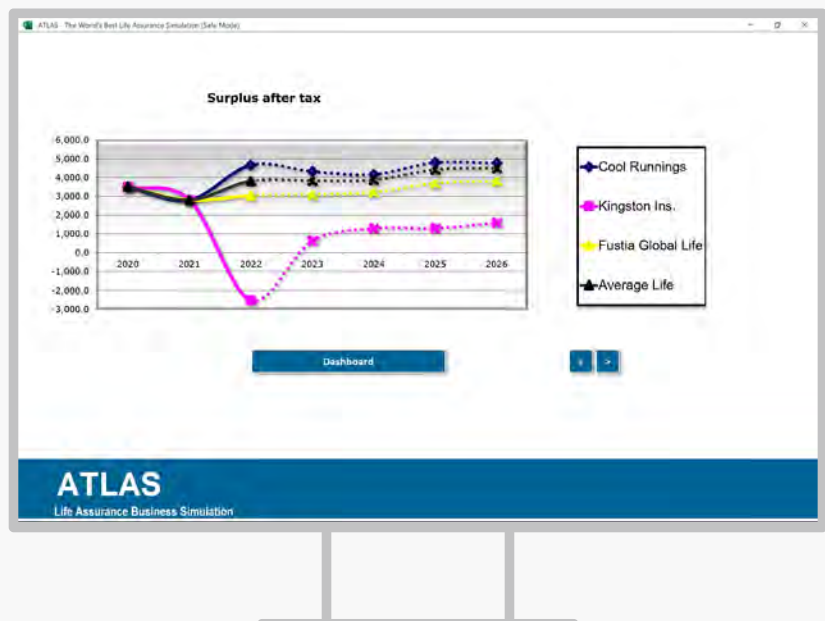 ATLAS - The World's Best Life Assurance Simulation (Safe Mode)
Surplus after tax
6,000.0
5,000.0
4,000.0
3,000.0
2,000.0
1,000.0
0.0
-1,000.0
-2,000.0
-3,000.0
2020 2021 2022 2023 2024 2025 2026
Cool Runnings
Kingston Ins.
Fustia Global Life
Average Life
Dashboard
< >
ATLAS
Life Assurance Business Simulation